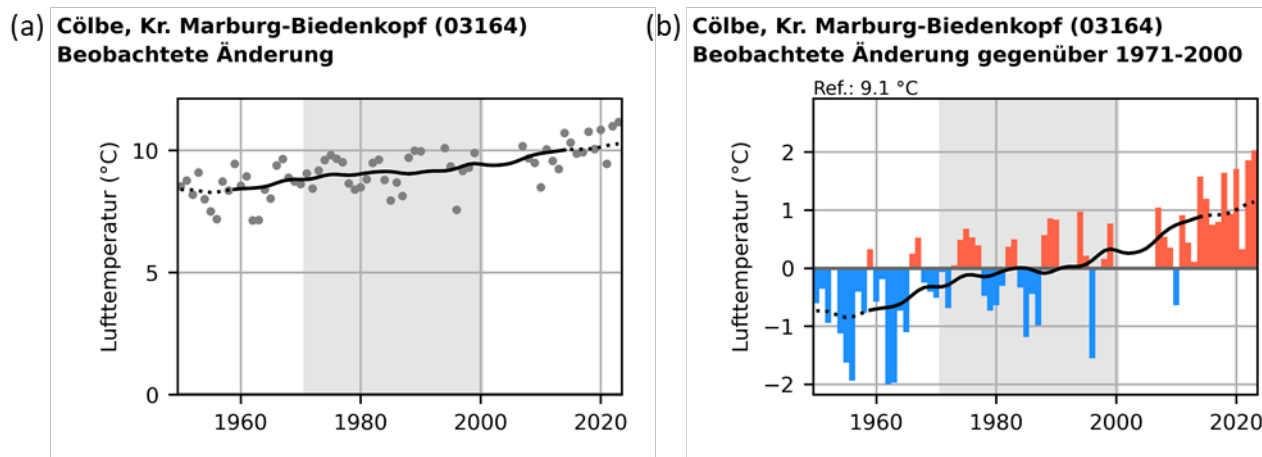 (a) Cölbe, Kr. Marburg-Biedenkopf (03164)
Beobachtete Änderung
Lufttemperatur (°C)
10
5
0
1960
1980
2000
2020
(b) Cölbe, Kr. Marburg-Biedenkopf (03164)
Beobachtete Änderung gegenüber 1971-2000
Ref.: 9.1 °C
Lufttemperatur (°C)
2
1
0
−1
−2
1960
1980
2000
2020